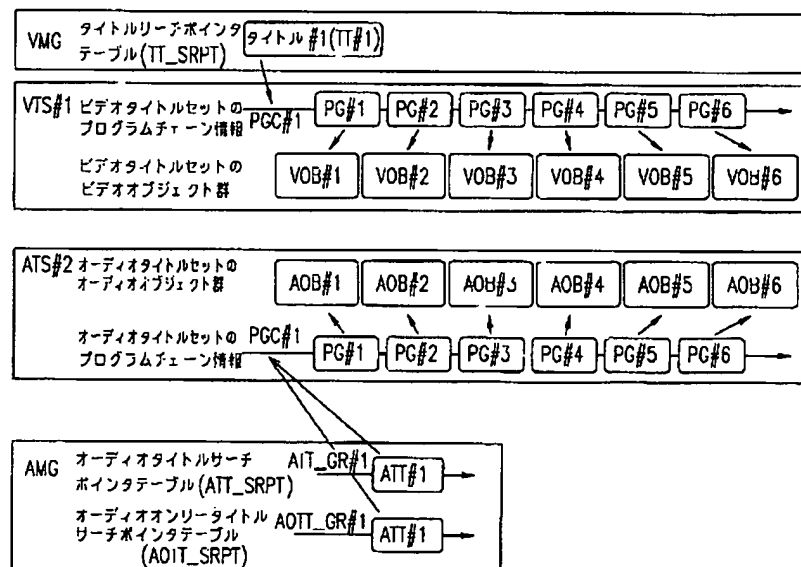 VMG タイトルリーチポインタ
テーブル(TT_SRPT)
タイトル#1(TT#1)
VTS#1 ビデオタイトルセットの
プログラムチェーン情報
PGC#1
PG#1 PG#2 PG#3 PG#4 PG#5 PG#6
ビデオタイトルセットの
ビデオオブジェクト群
VOB#1 VOB#2 VOB#3 VOB#4 VOB#5 VOB#6
ATS#2 オーディオタイトルセットの
オーディオオブジェクト群
AOB#1 AOB#2 AOB#3 AOB#4 AOB#5 AOB#6
オーディオタイトルセットの
プログラムチェーン情報
PGC#1
PG#1 PG#2 PG#3 PG#4 PG#5 PG#6
AMG オーディオタイトルサーチ
ポインタテーブル(ATT_SRPT)
AIT_GR#1
ATT#1
オーディオオンリータイトル
サーチポインタテーブル
(AOIT_SRPT)
AOTT_GR#1
ATT#1